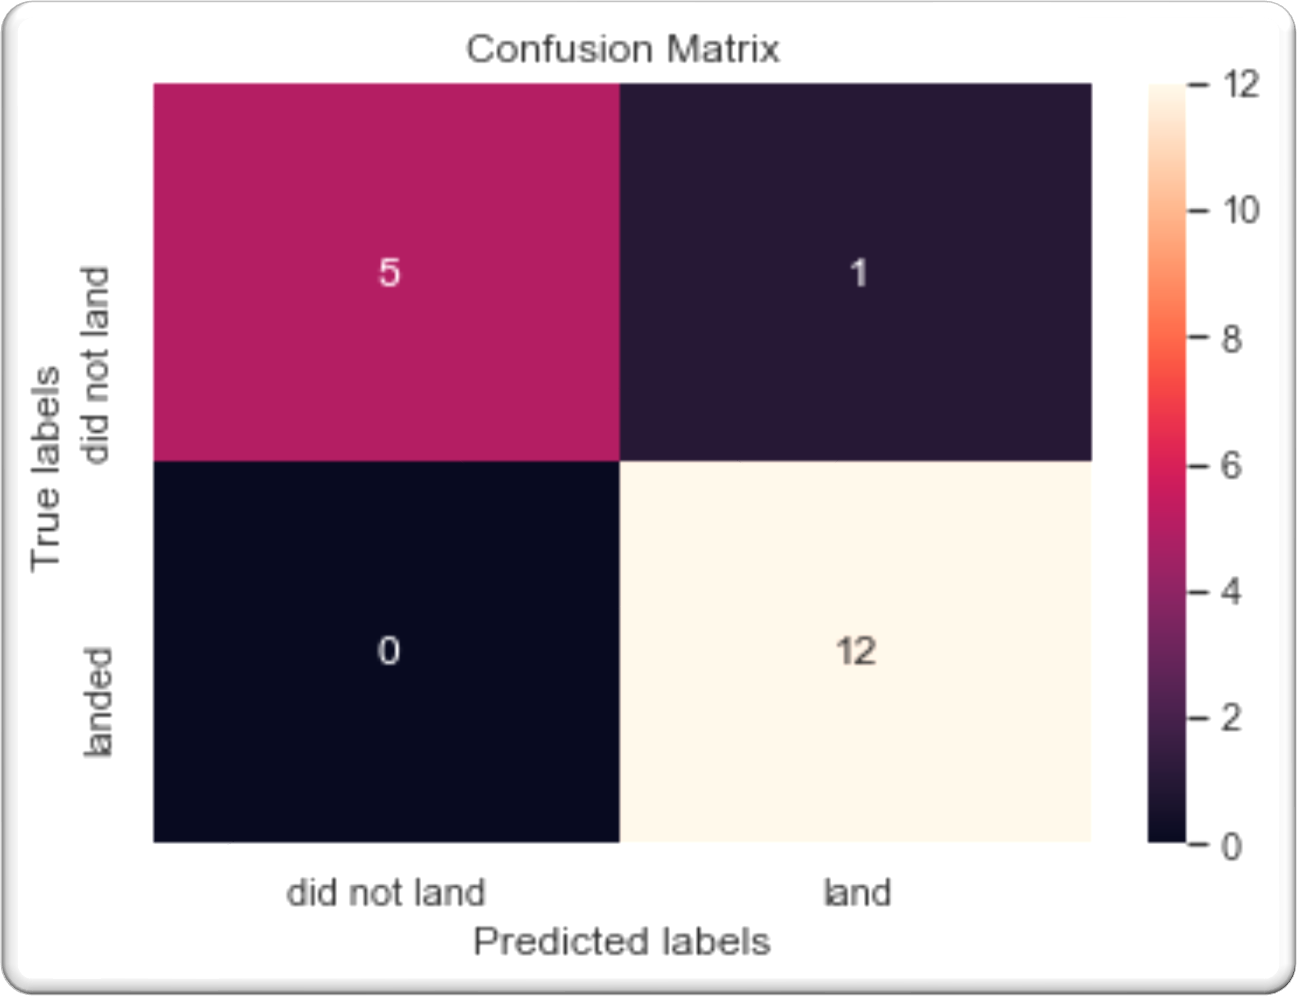 Confusion Matrix
True labels
did not land
landed
5
1
0
12
did not land
land
Predicted labels
12
10
8
6
4
2
0